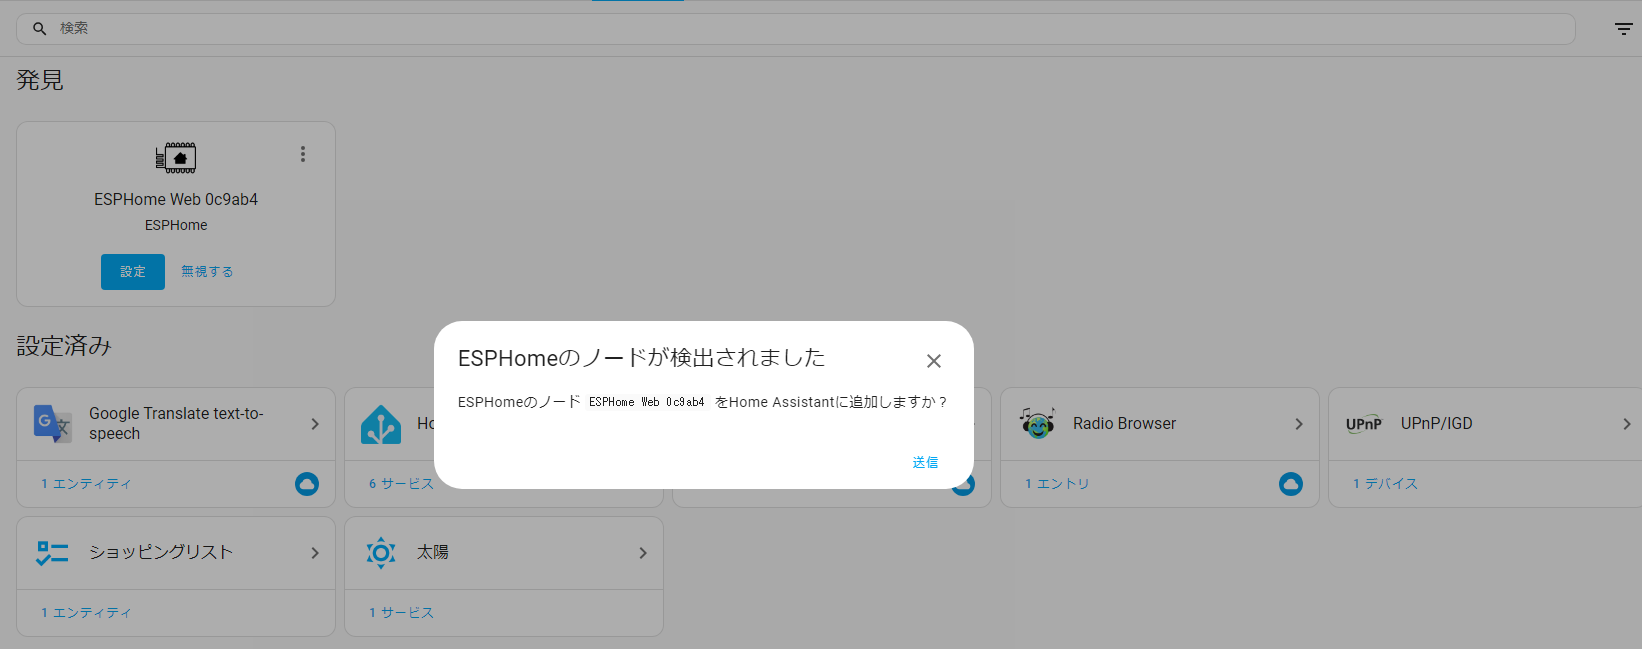 検索
発見
ESPHome Web 0c9ab4
ESPHome
設定 無視する
設定済み
ESPHomeのノードが検出されました
ESPHomeのノード ESPHome Web 0c9ab4 をHome Assistantに追加しますか？
送信
Google Translate text-to-
speech
1 エンティティ
6 サービス
Radio Browser
1 エントリ
UPnP
UPnP/IGD
1 デバイス
ショッピングリスト
1 エンティティ
太陽
1 サービス